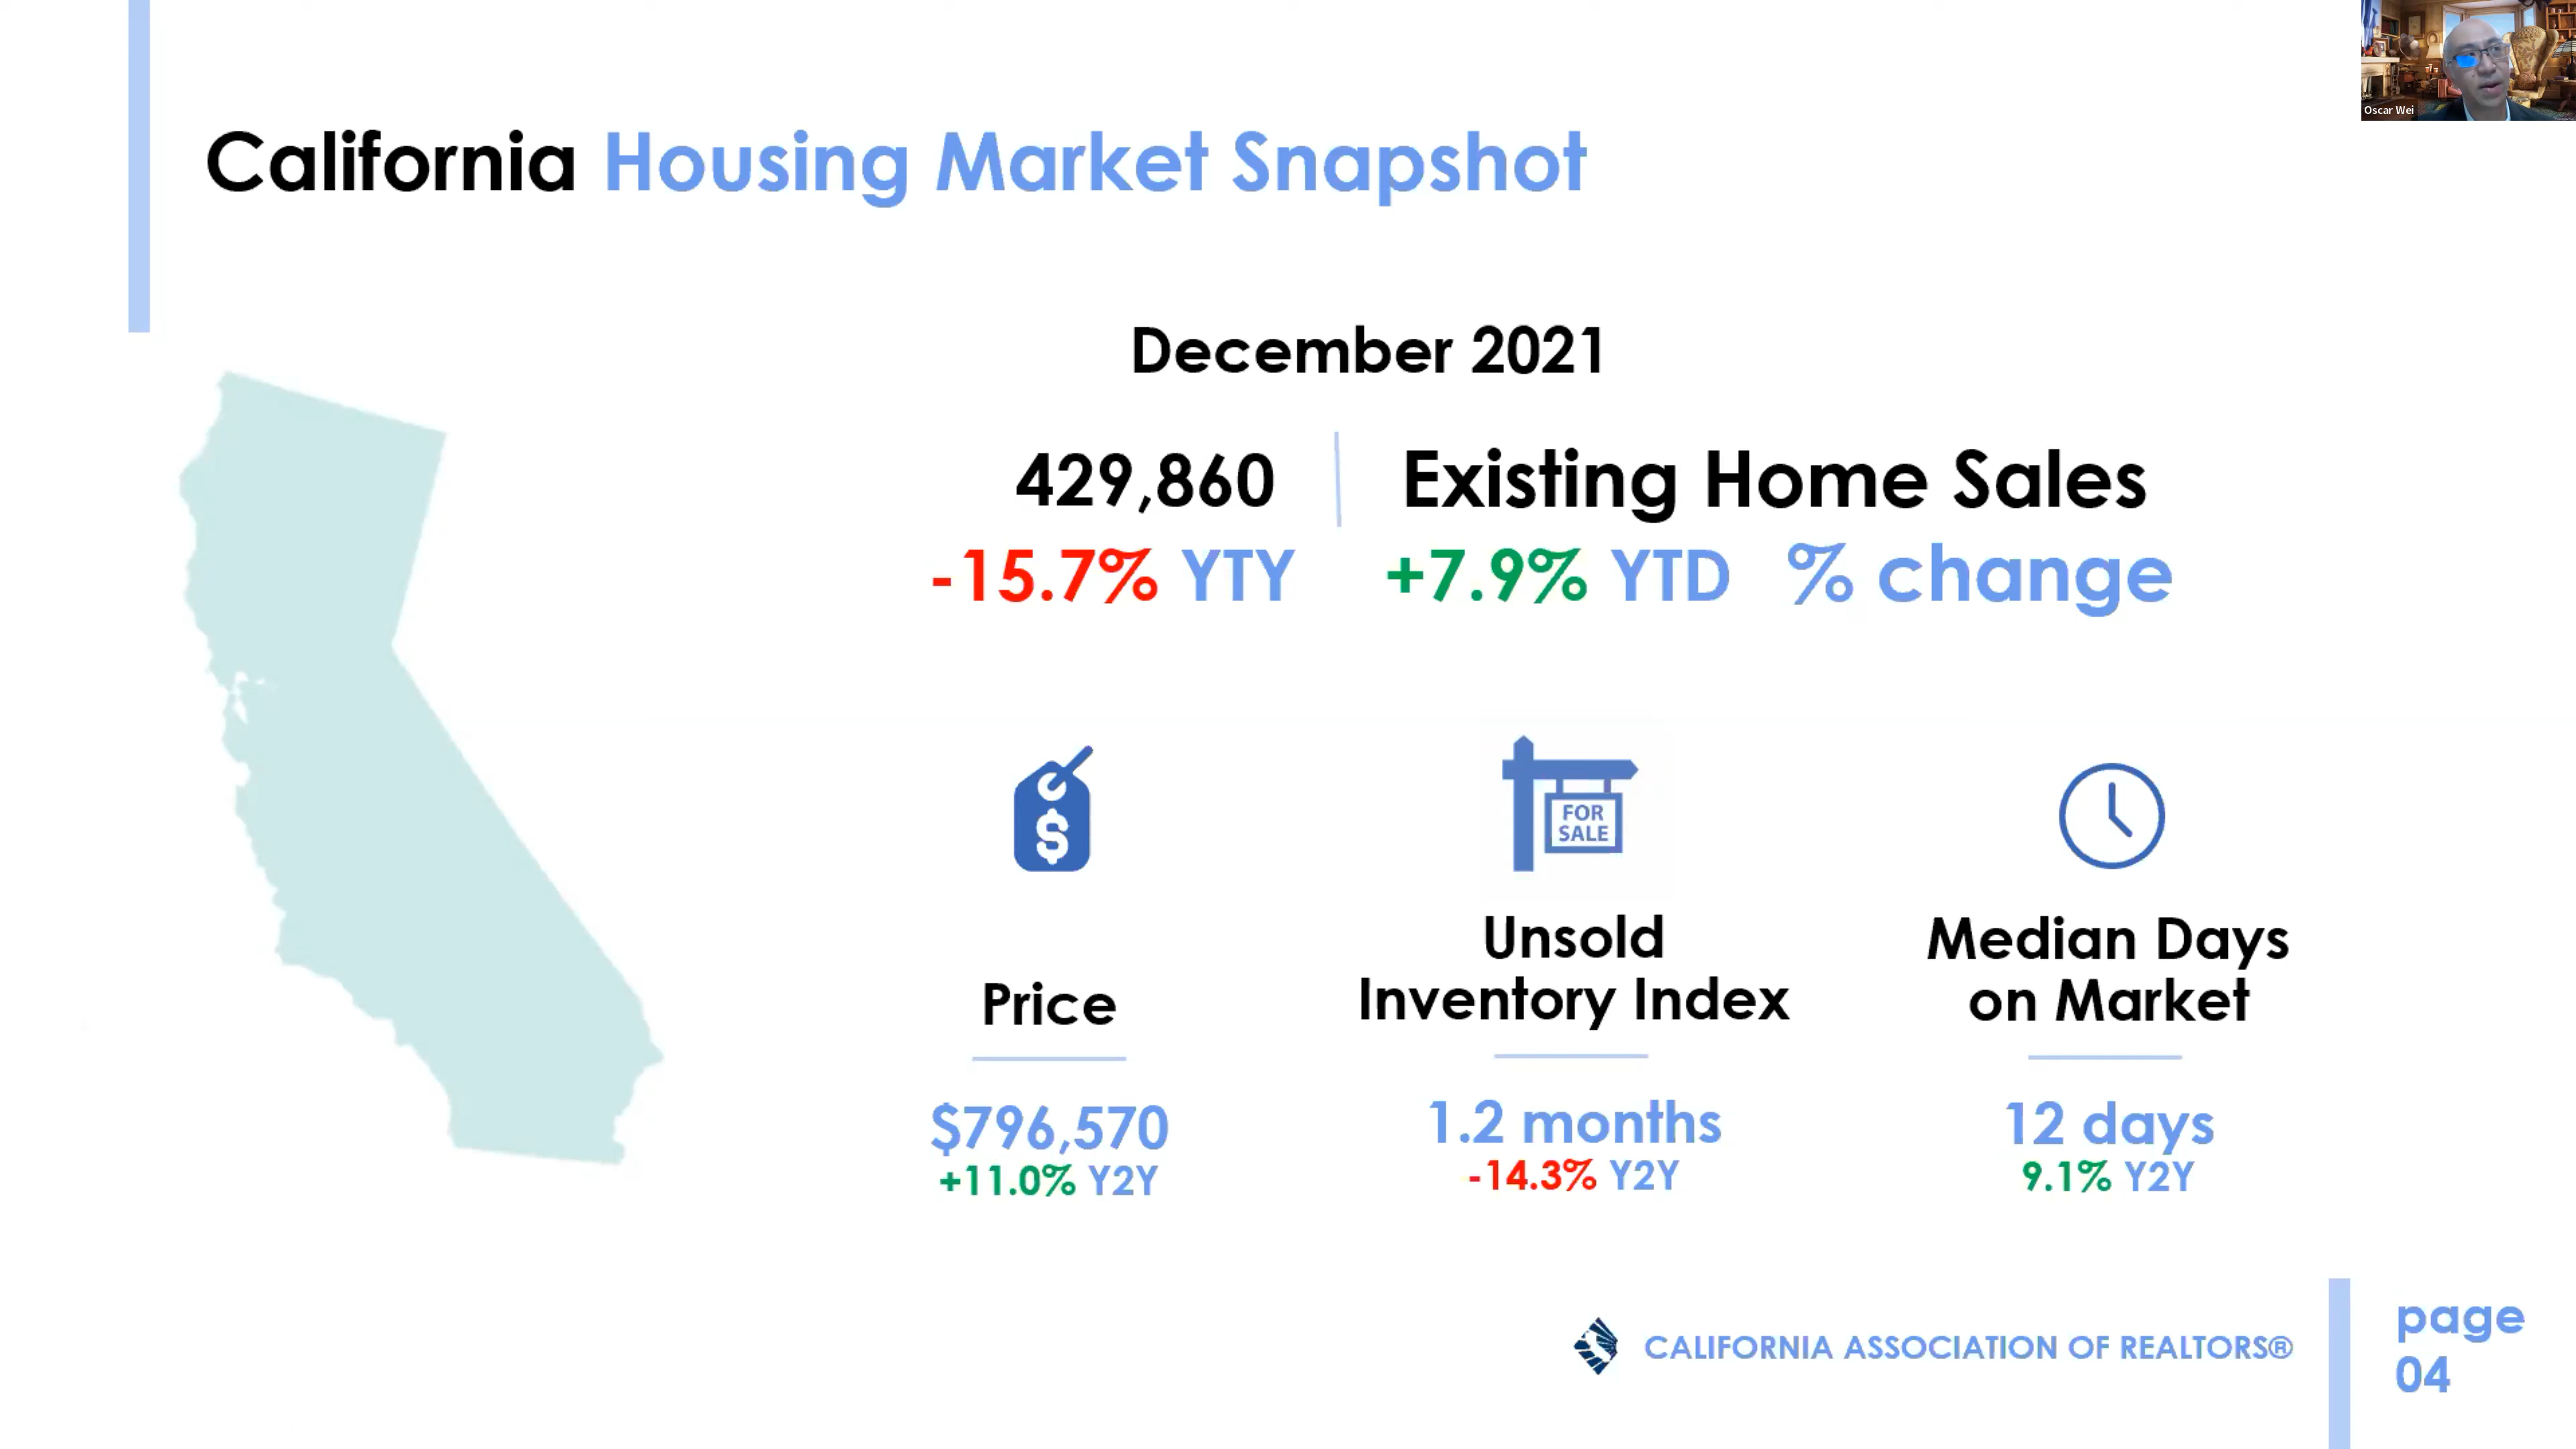 Oscar Wei
California Housing Market Snapshot
December 2021
429,860 Existing Home Sales
-15.7% YTY +7.9% YTD % change
FOR
SALE
Price
Unsold
Inventory Index
Median Days
on Market
$796,570
+11.0% Y2Y
1.2 months
-14.3% Y2Y
12 days
9.1% Y2Y
CALIFORNIA ASSOCIATION OF REALTORS®
page
04